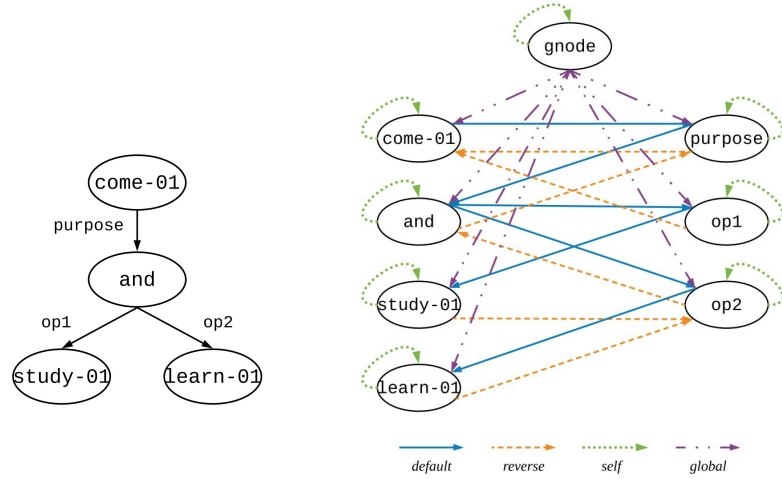 gnode
come-01
purpose
come-01
purpose
and
op1
and
op1
op2
study-01
op2
study-01
learn-01
learn-01
default
reverse
self
global